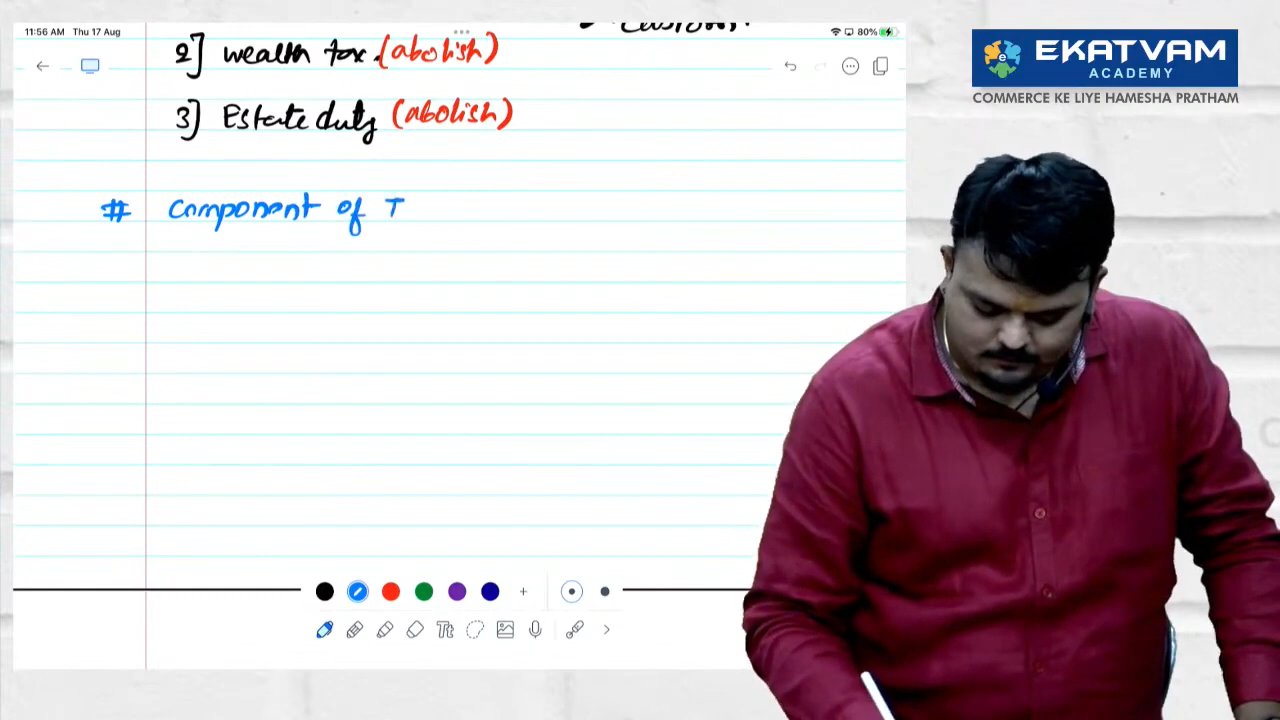 11:56 AM Thu 17 Aug
80%
2] wealth tax. (abolish)
3] Estate duty (abolish)
# Component of T
Tt
EKATVAM
ACADEMY
COMMERCE KE LIYE HAMESHA PRATHAM